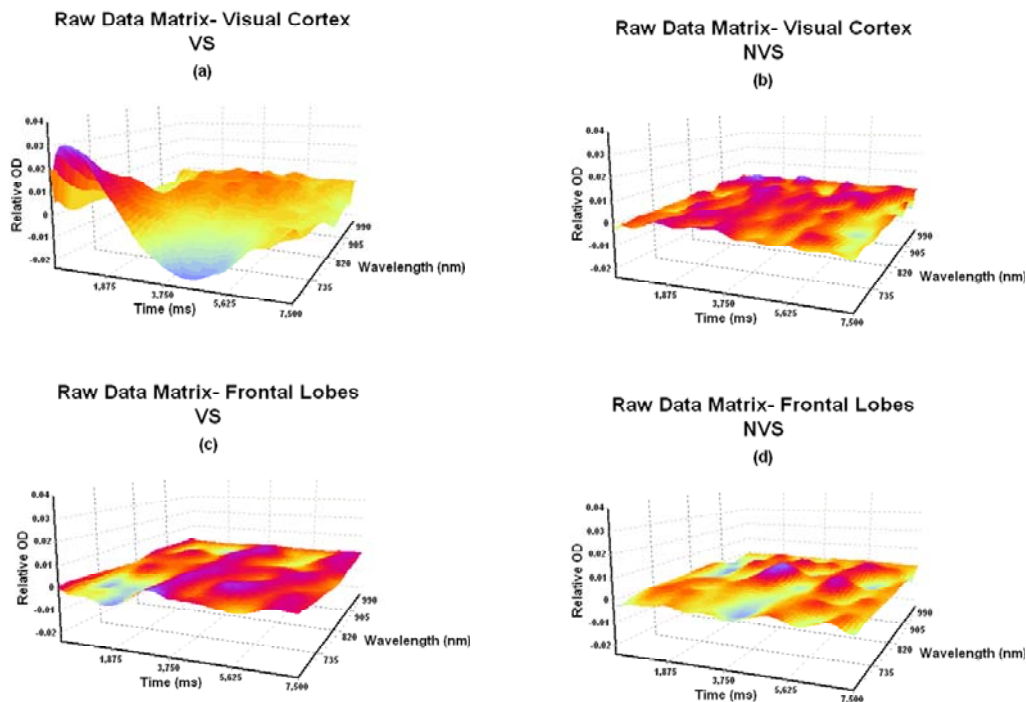 Raw Data Matrix- Visual Cortex
VS
(a)
0.04
0.03
0.02
0.01
0
-0.01
-0.02
Relative OD
1,875
3,750
5,625
7,500
Time (ms)
735
820
905
990
Wavelength (nm)
Raw Data Matrix- Visual Cortex
NVS
(b)
0.04
0.03
0.02
0.01
0
-0.01
-0.02
Relative OD
1,875
3,750
5,625
7,500
Time (ms)
735
820
905
990
Wavelength (nm)
Raw Data Matrix- Frontal Lobes
VS
(c)
0.04
0.03
0.02
0.01
0
-0.01
-0.02
Relative OD
1,875
3,750
5,625
7,500
Time (ms)
735
820
905
990
Wavelength (nm)
Raw Data Matrix- Frontal Lobes
NVS
(d)
0.04
0.03
0.02
0.01
0
-0.01
-0.02
Relative OD
1,875
3,750
5,625
7,500
Time (ms)
735
820
905
990
Wavelength (nm)